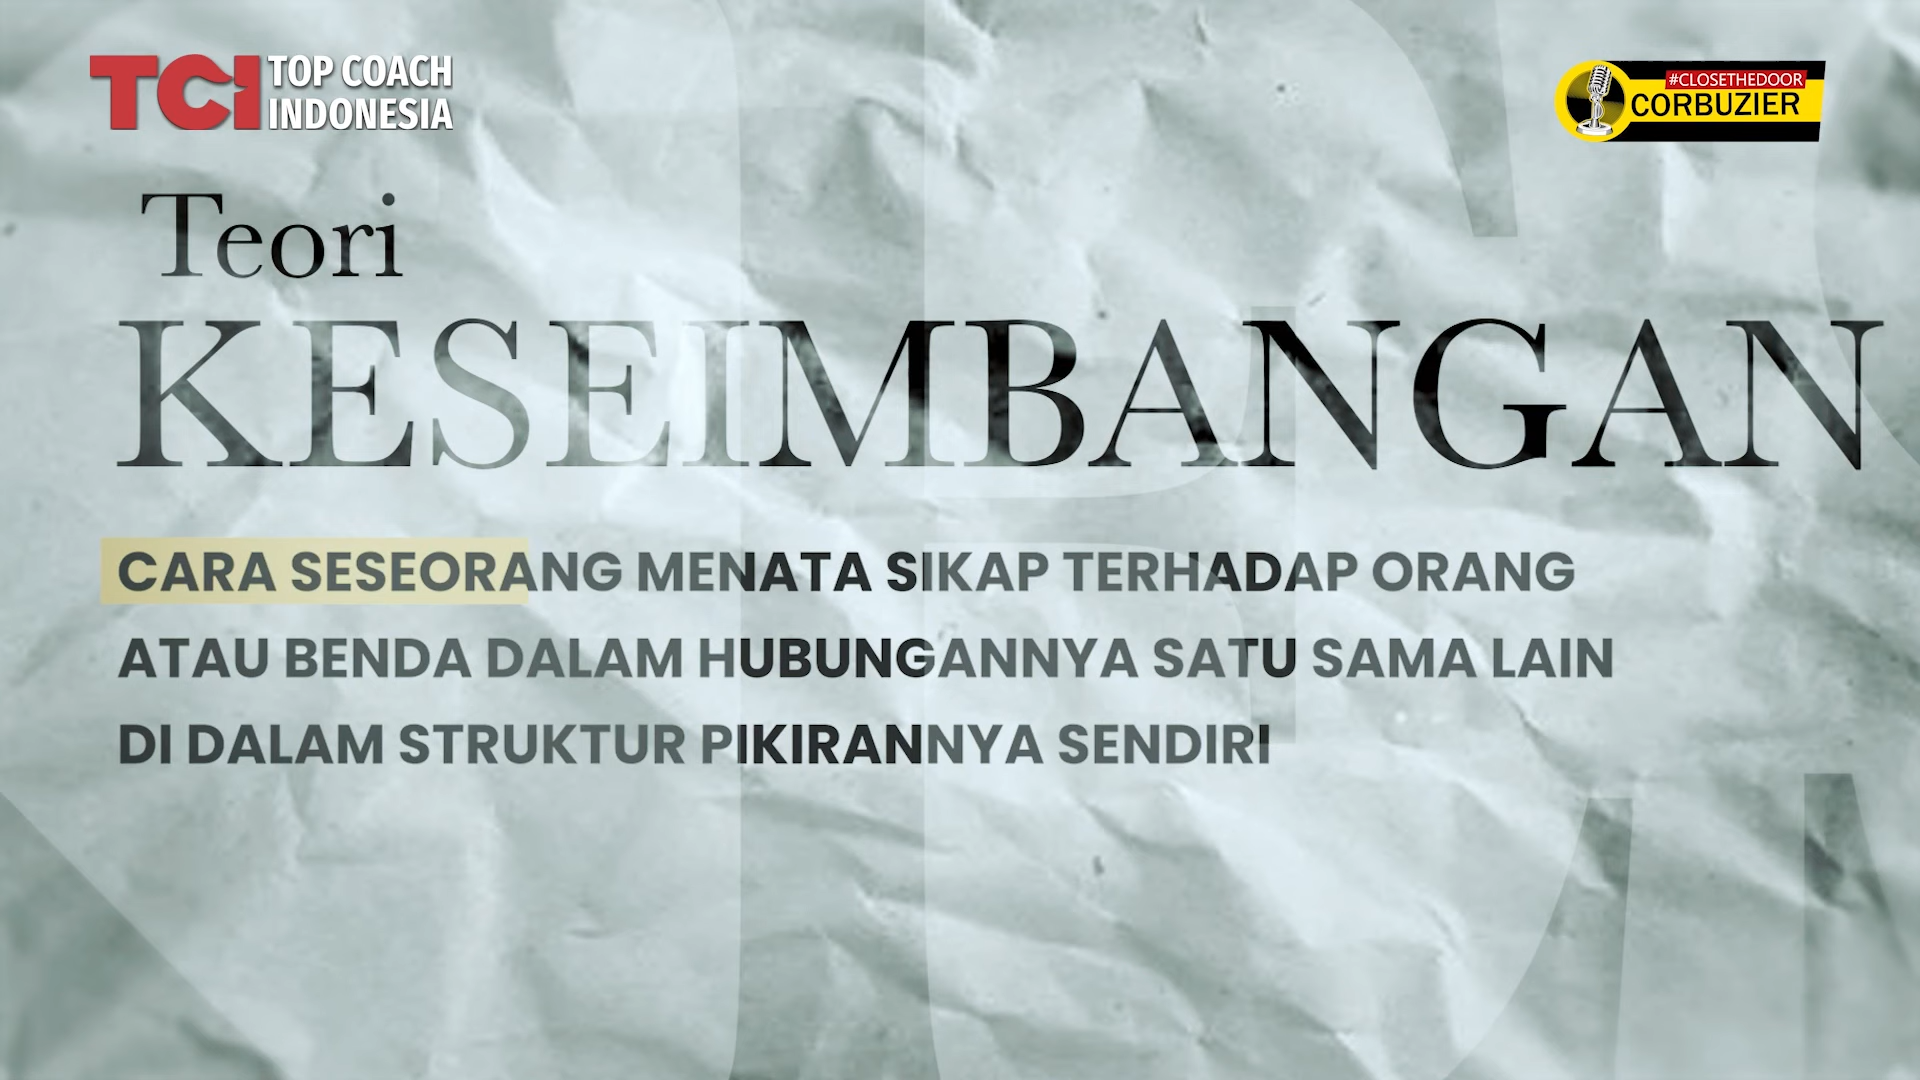 TCI TOP COACH
INDONESIA
#CLOSETHEDOOR
CORBUZIER
Teori
KESEIMBANGAN
CARA SESEORANG MENATA SIKAP TERHADAP ORANG
ATAU BENDA DALAM HUBUNGANNYA SATU SAMA LAIN
DI DALAM STRUKTUR PIKIRANNYA SENDIRI